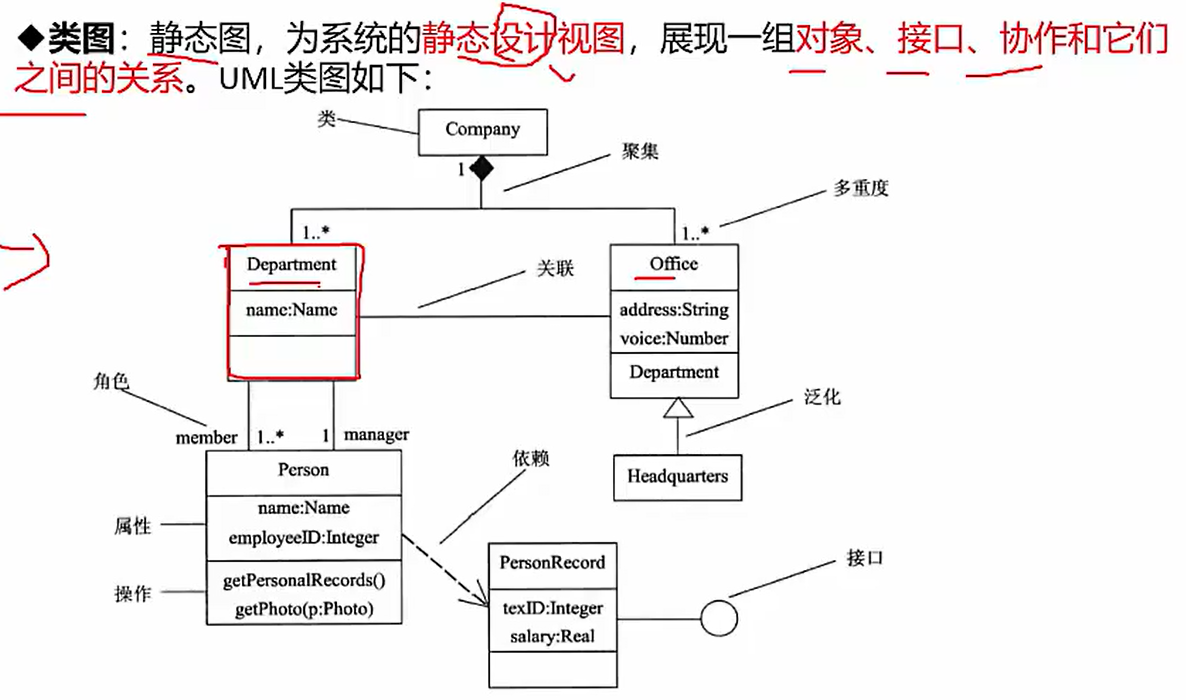 ◆类图：静态图，为系统的静态设计视图，展现一组对象、接口、协作和它们
之间的关系。UML类图如下：
类
Company
1
聚集
多重度
1..*
1..*
Department
Office
关联
name:Name
address:String
voice:Number
Department
角色
泛化
member
1..*
1
manager
依赖
Person
Headquarters
name:Name
属性
employeeID:Integer
接口
PersonRecord
getPersonalRecords()
操作
getPhoto(p:Photo)
texID:Integer
salary:Real